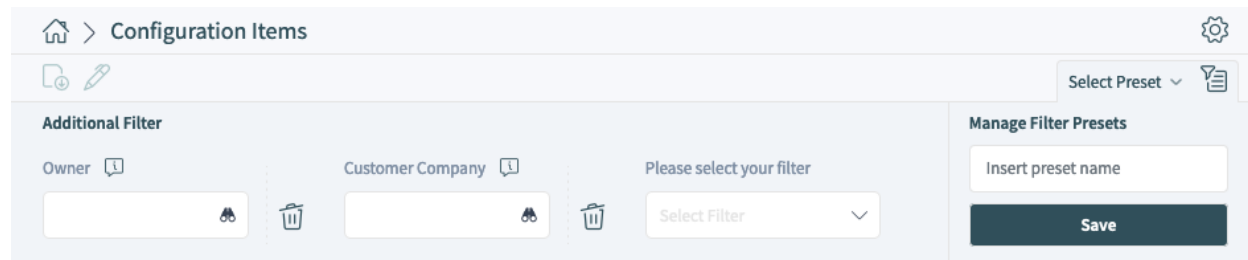 Configuration Items
Select Preset
Additional Filter
Manage Filter Presets
Owner
Customer Company
Please select your filter
Insert preset name
Select Filter
Save